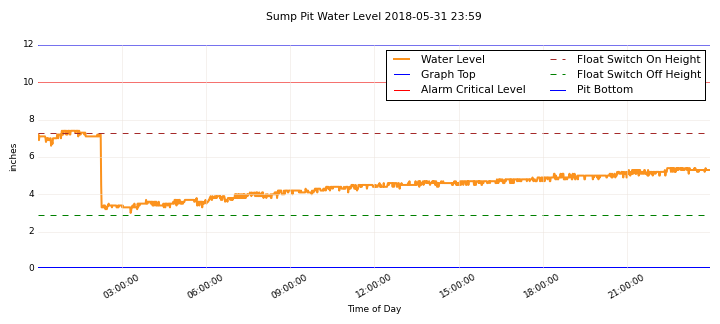 Sump Pit Water Level 2018-05-31 23:59
12
10
8
6
4
2
0
inches
Water Level
Graph Top
Alarm Critical Level
Float Switch On Height
Float Switch Off Height
Pit Bottom
03:00:00
06:00:00
09:00:00
12:00:00
15:00:00
18:00:00
21:00:00
Time of Day